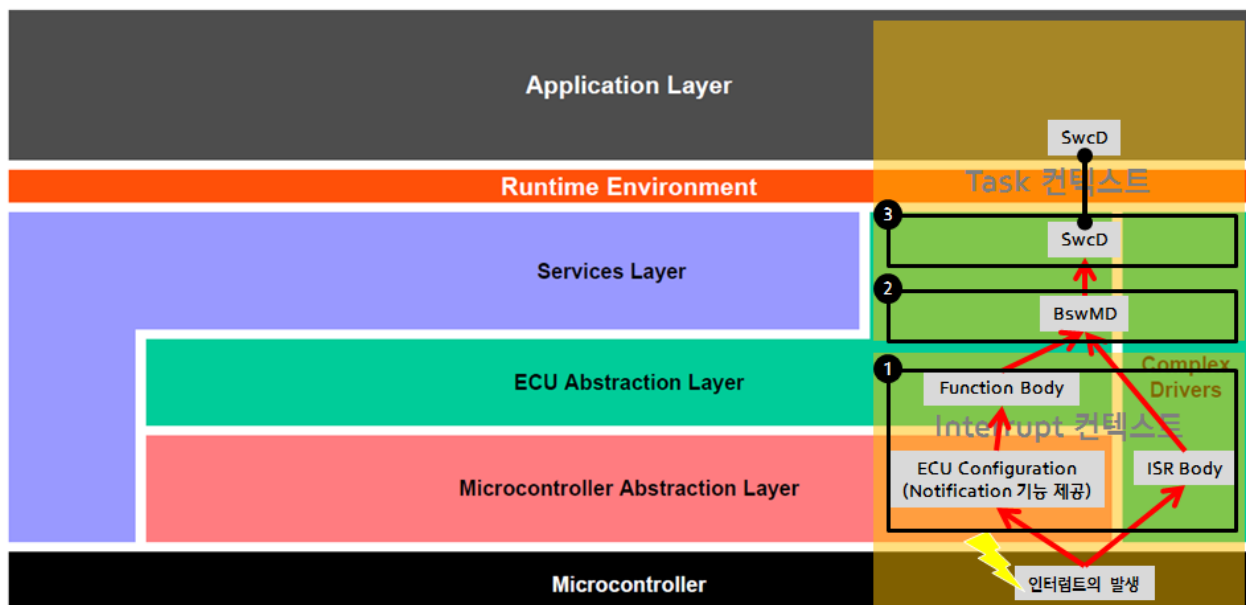 Application Layer
SwcD
Runtime Environment
Task 컨텍스트
3
SwcD
Services Layer
2
BswMD
1
Complex
Drivers
ECU Abstraction Layer
Function Body
Interrupt 컨텍스트
Microcontroller Abstraction Layer
ECU Configuration
(Notification 기능 제공)
ISR Body
Microcontroller
인터럽트의 발생